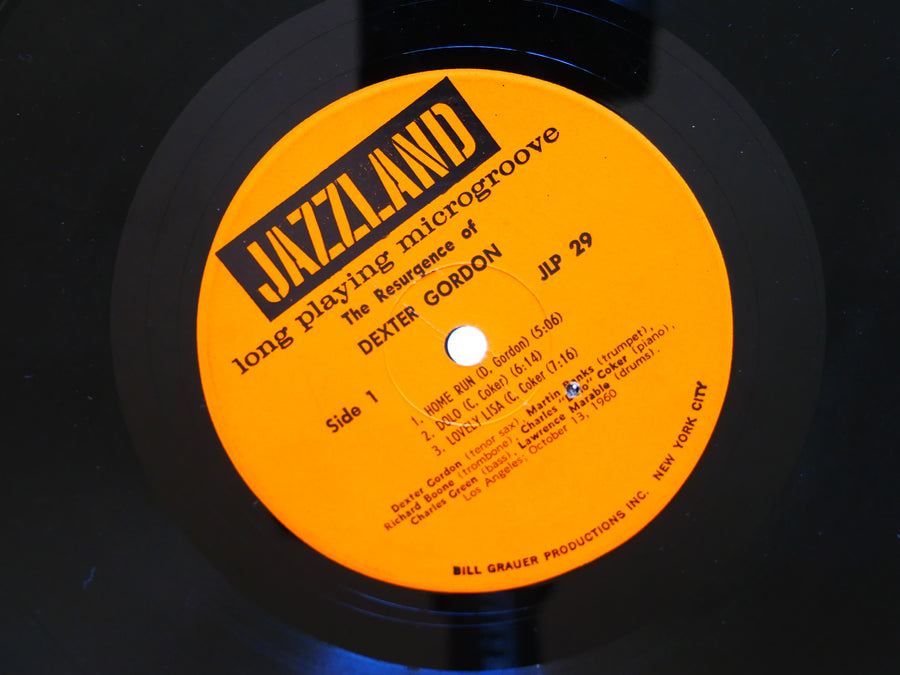 JAZZLAND
long playing microgroove
The Resurgence of
DEXTER GORDON
JLP 29
Side 1
1. HOME RUN (D. Gordon) (5:06)
2. DOLO (C. Coker) (6:14)
3. LOVELY LISA (C. Coker (7:16)
Dexter Gordon (tenor sax), Martin Banks (trumpet),
Richard Boone (trombone), Charles Coker (piano),
Charles Green (bass), Lawrence Marable (drums).
Los Angeles; October 13, 1960
BILL GRAUER PRODUCTIONS INC. NEW YORK CITY